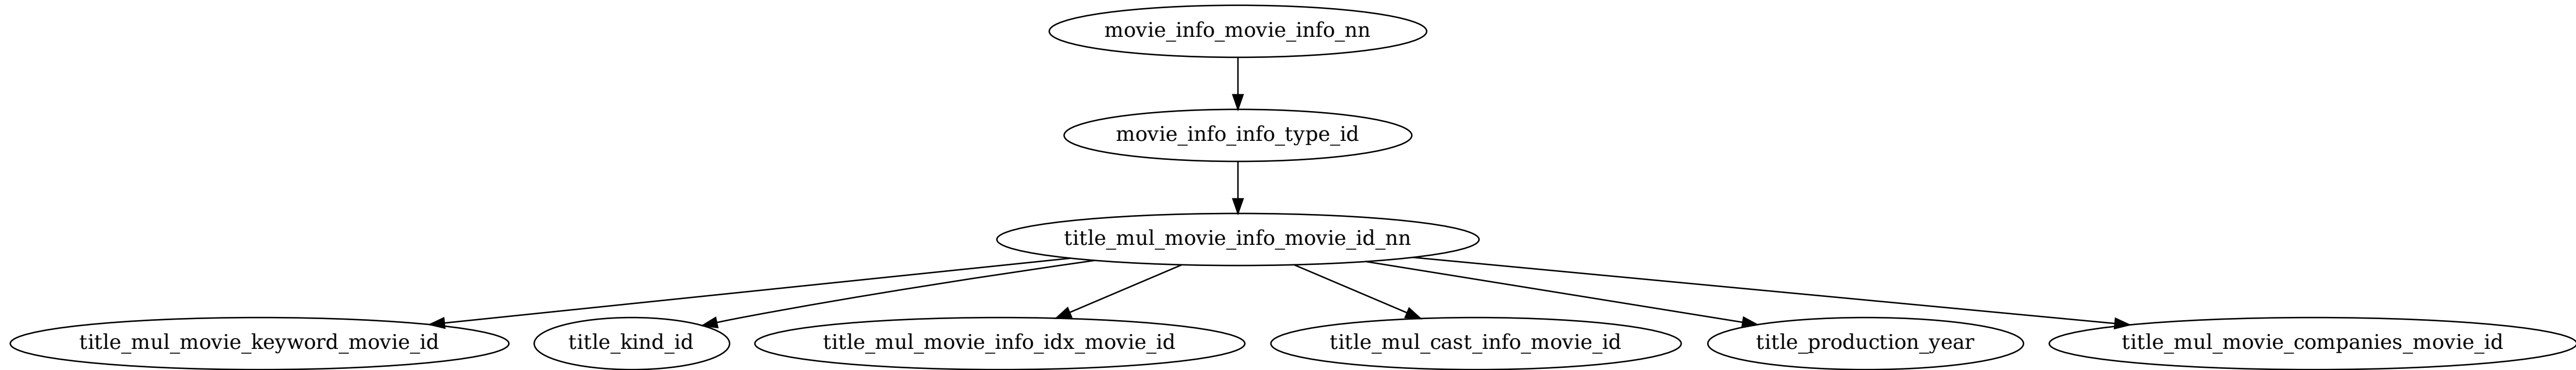 movie_info_movie_info_nn
movie_info_info_type_id
title_mul_movie_info_movie_id_nn
title_mul_movie_keyword_movie_id
title_kind_id
title_mul_movie_info_idx_movie_id
title_mul_cast_info_movie_id
title_production_year
title_mul_movie_companies_movie_id